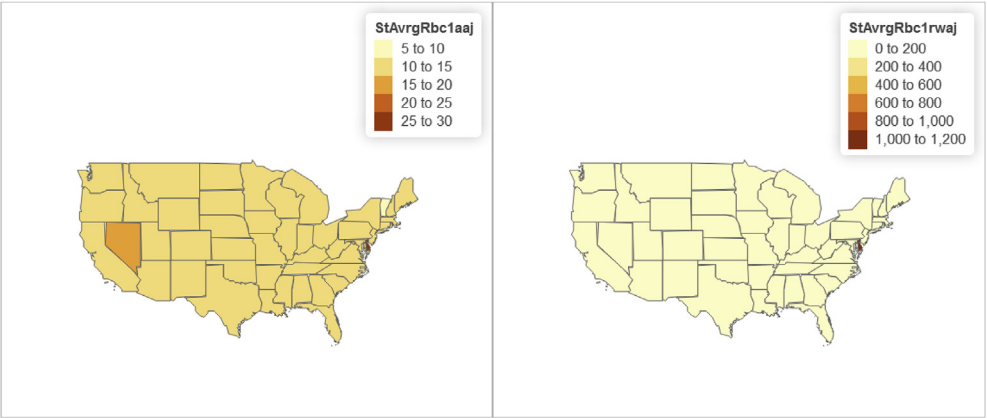 StAvrgRbc1aaj
5 to 10
10 to 15
15 to 20
20 to 25
25 to 30
StAvrgRbc1rwaj
0 to 200
200 to 400
400 to 600
600 to 800
800 to 1,000
1,000 to 1,200